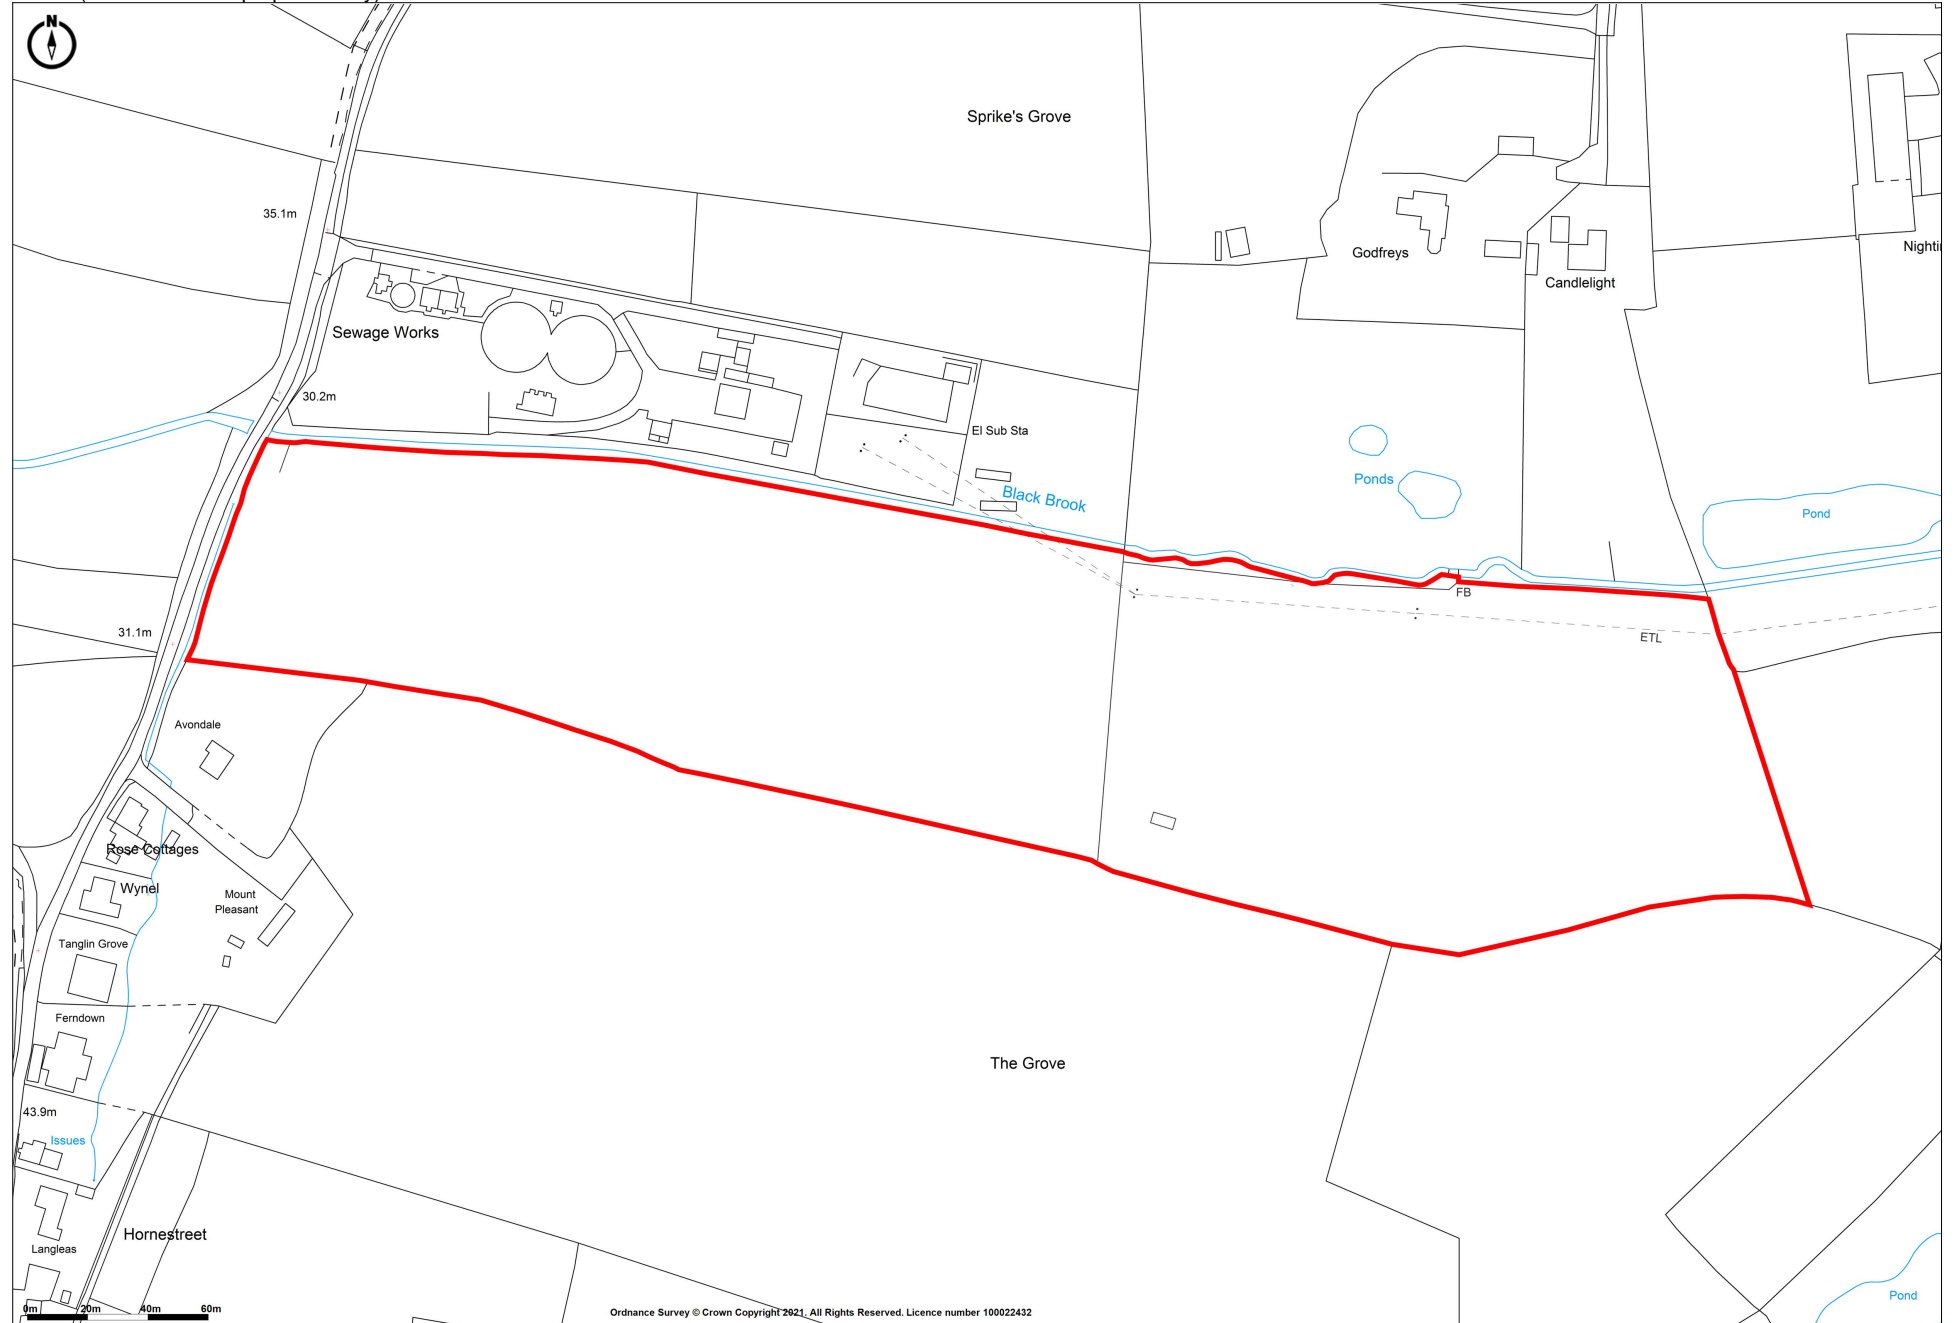 N
Sprike's Grove
35.1m
Godfreys
Nighti
Candlelight
Sewage Works
30.2m
El Sub Sta
Black Brook
Ponds
Pond
FB
31.1m
ETL
Avondale
Rose Cottages
Wynel
Mount
Pleasant
Tanglin Grove
Ferndown
The Grove
43.9m
Issues
Hornestreet
Langleas
Pond
0m 20m 40m 60m
Ordnance Survey © Crown Copyright 2021. All Rights Reserved. Licence number 100022432